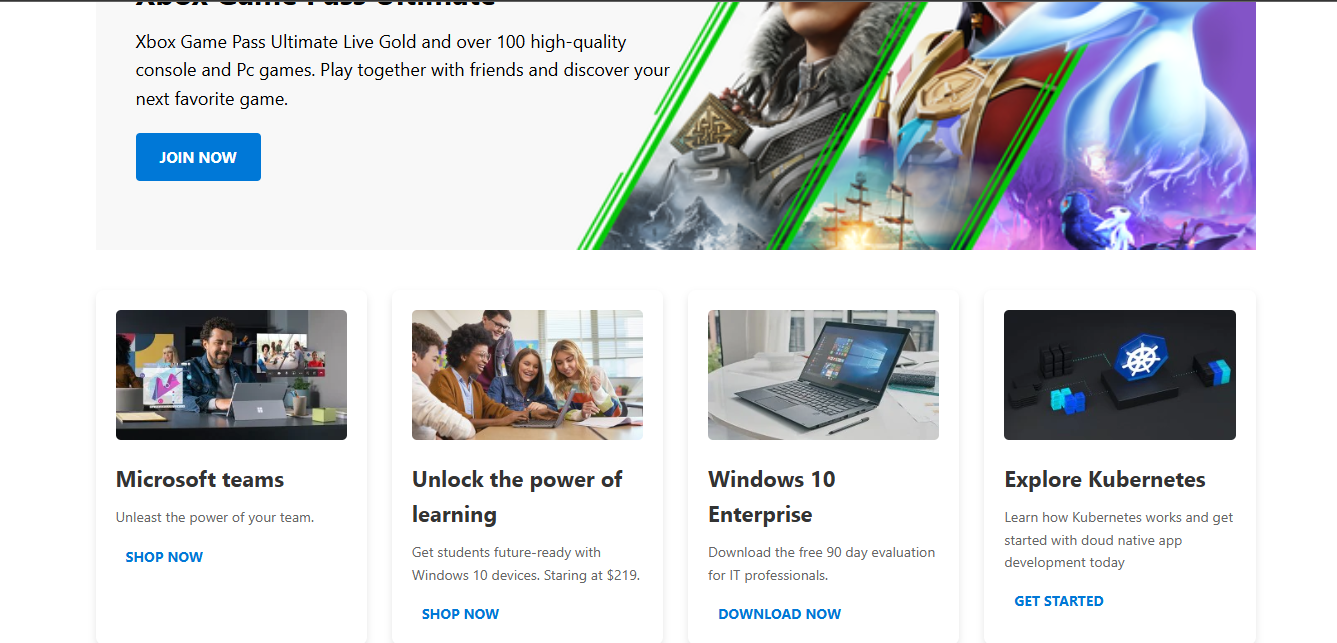 Xbox Game Pass Ultimate
Xbox Game Pass Ultimate Live Gold and over 100 high-quality
console and Pc games. Play together with friends and discover your
next favorite game.
JOIN NOW
Microsoft teams
Unleast the power of your team.
SHOP NOW
Unlock the power of
learning
Get students future-ready with
Windows 10 devices. Staring at $219.
SHOP NOW
Windows 10
Enterprise
Download the free 90 day evaluation
for IT professionals.
DOWNLOAD NOW
Explore Kubernetes
Learn how Kubernetes works and get
started with doud native app
development today
GET STARTED